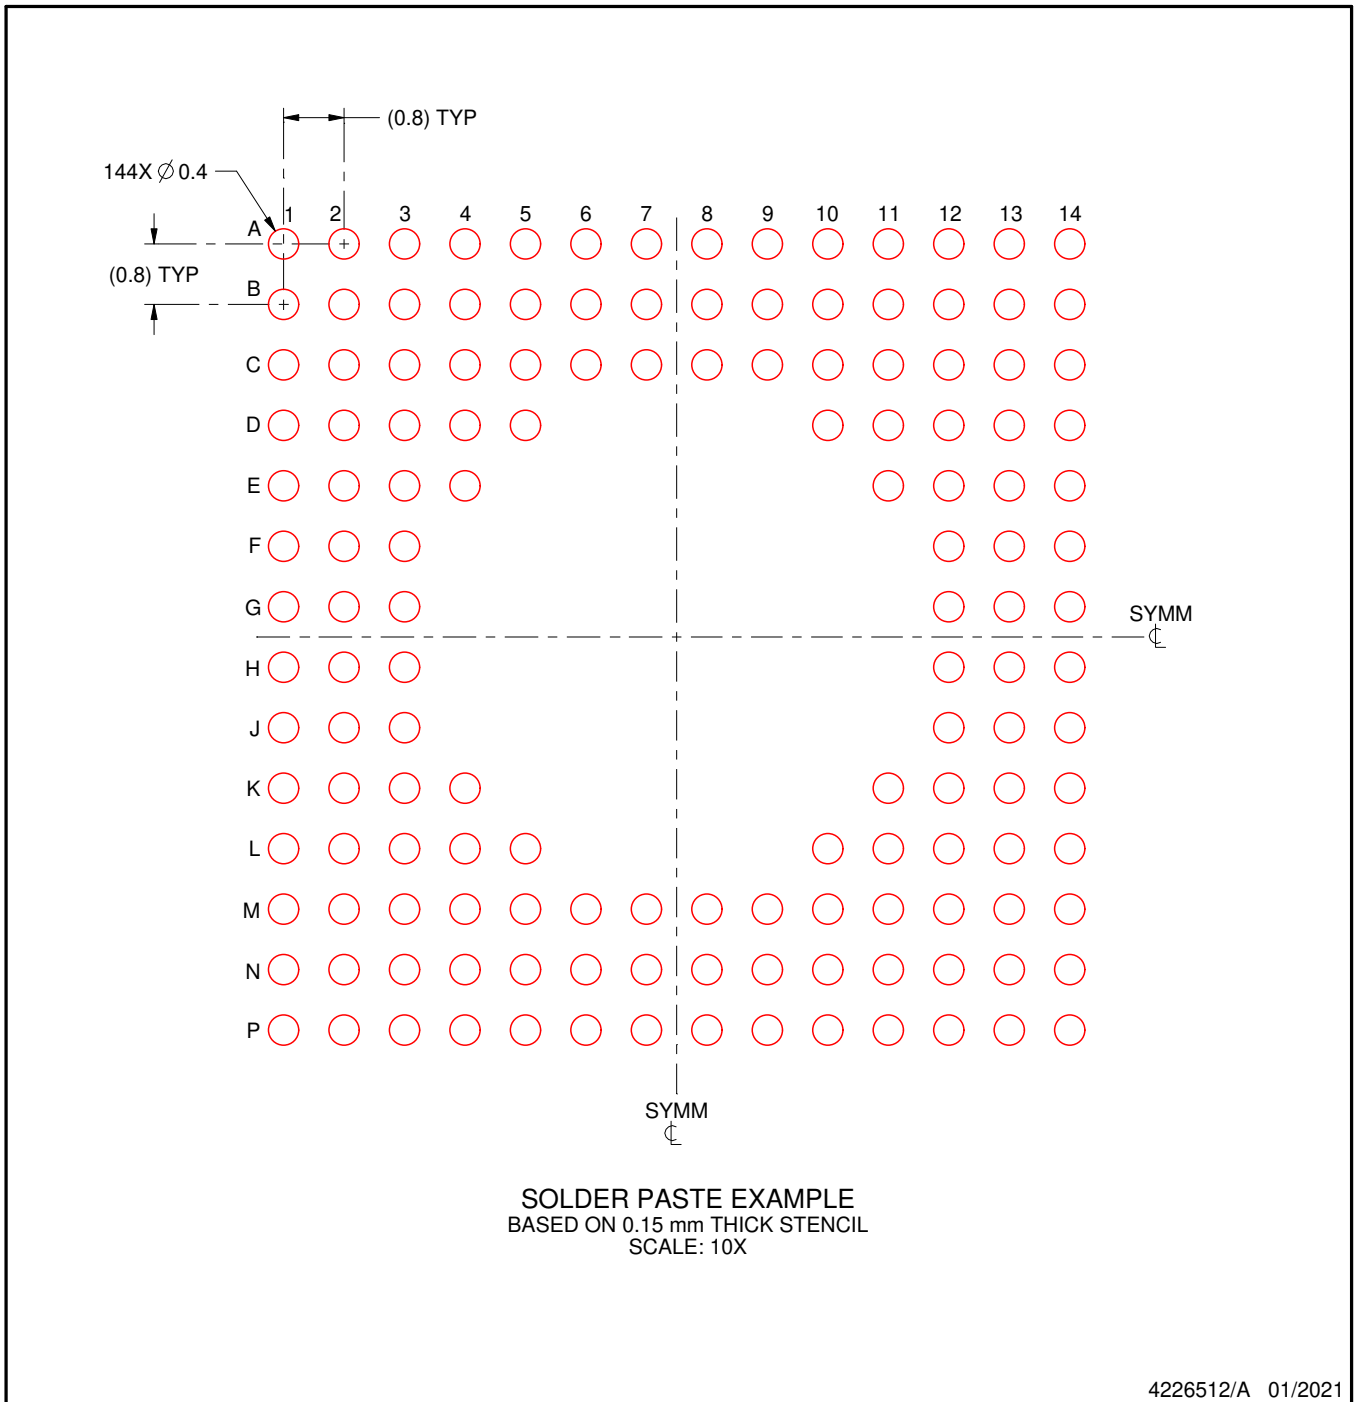 (0.8) TYP
144X ∅ 0.4
1 2 3 4 5 6 7 8 9 10 11 12 13 14
A
(0.8) TYP
B
C
D
E
F
G
SYMM
℄
H
J
K
L
M
N
P
SYMM
℄
SOLDER PASTE EXAMPLE
BASED ON 0.15 mm THICK STENCIL
SCALE: 10X
4226512/A 01/2021